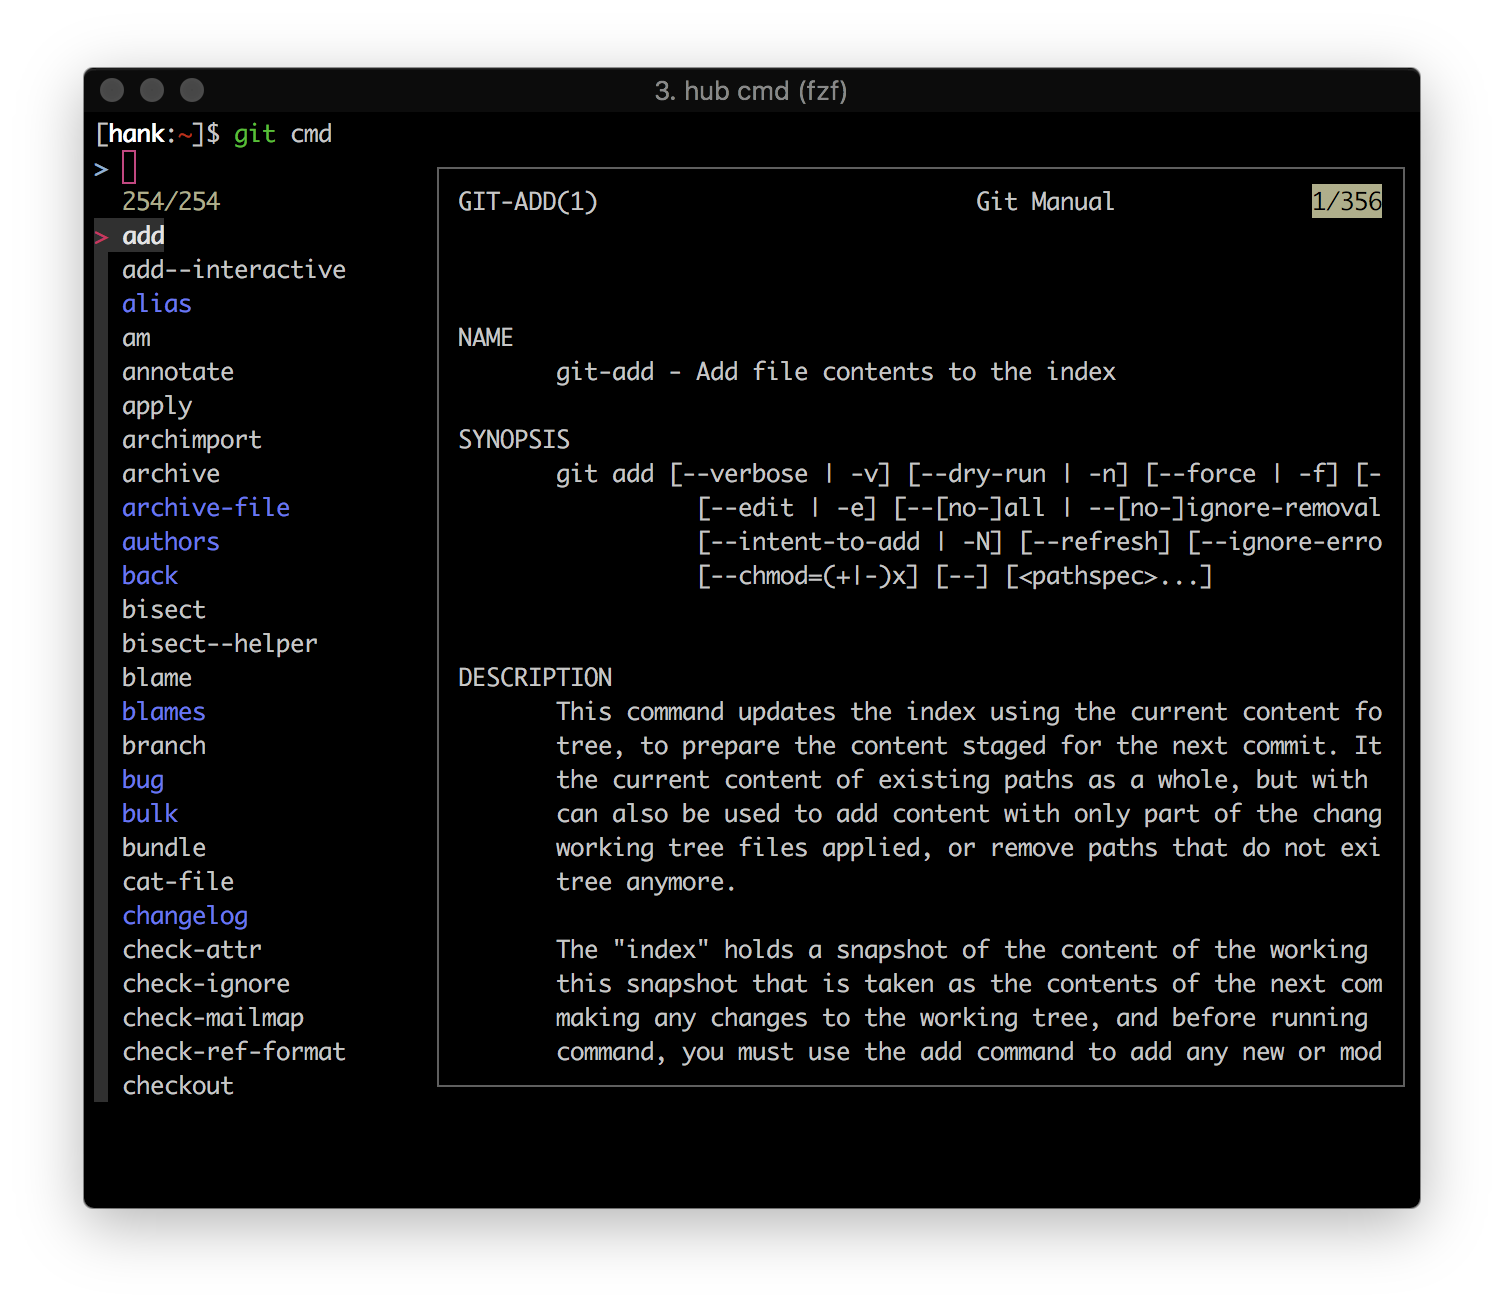 3. hub cmd (fzf)
[hank:~]$ git cmd
>
254/254
> add
add--interactive
alias
am
annotate
apply
archimport
archive
archive-file
authors
back
bisect
bisect--helper
blame
blames
branch
bug
bulk
bundle
cat-file
changelog
check-attr
check-ignore
check-mailmap
check-ref-format
checkout
GIT-ADD(1) Git Manual 1/356
NAME
git-add - Add file contents to the index
SYNOPSIS
git add [--verbose | -v] [--dry-run | -n] [--force | -f] [-
[--edit | -e] [--[no-]all | --[no-]ignore-removal
[--intent-to-add | -N] [--refresh] [--ignore-erro
[--chmod=(+|-)x] [--] [<pathspec>...]
DESCRIPTION
This command updates the index using the current content fo
tree, to prepare the content staged for the next commit. It
the current content of existing paths as a whole, but with
can also be used to add content with only part of the chang
working tree files applied, or remove paths that do not exi
tree anymore.
The "index" holds a snapshot of the content of the working
this snapshot that is taken as the contents of the next com
making any changes to the working tree, and before running
command, you must use the add command to add any new or mod